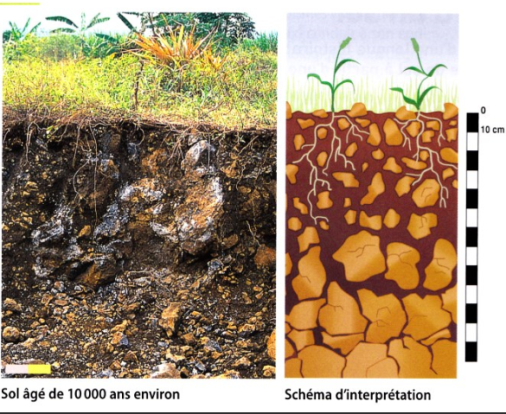 0
10 cm
Sol âgé de 10 000 ans environ
Schéma d'interprétation